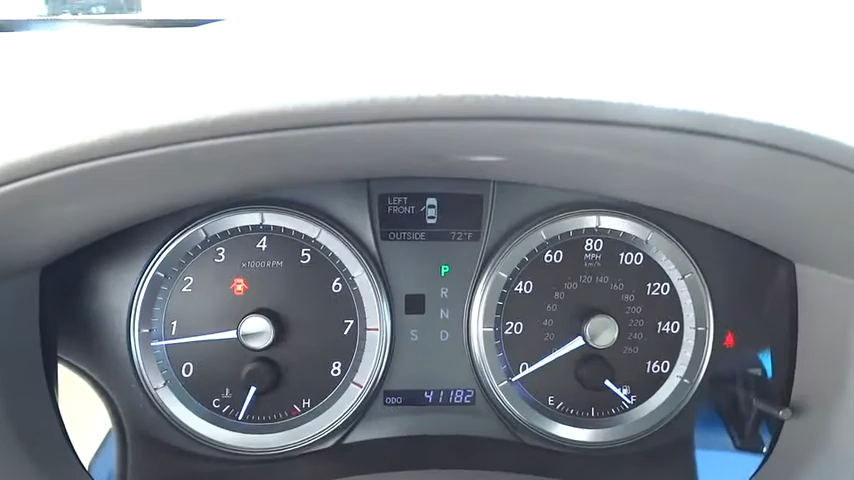 LEFT
FRONT
OUTSIDE 72°F
0 1 2 3 4 5 6 7 8
×1000RPM
C H
P
R
N
S D
ODO 41182
0 20 40 60 80 100 120 140 160
MPH
km/h
20 40 60 80 100 120 140 160 180 200 220 240 260
E F